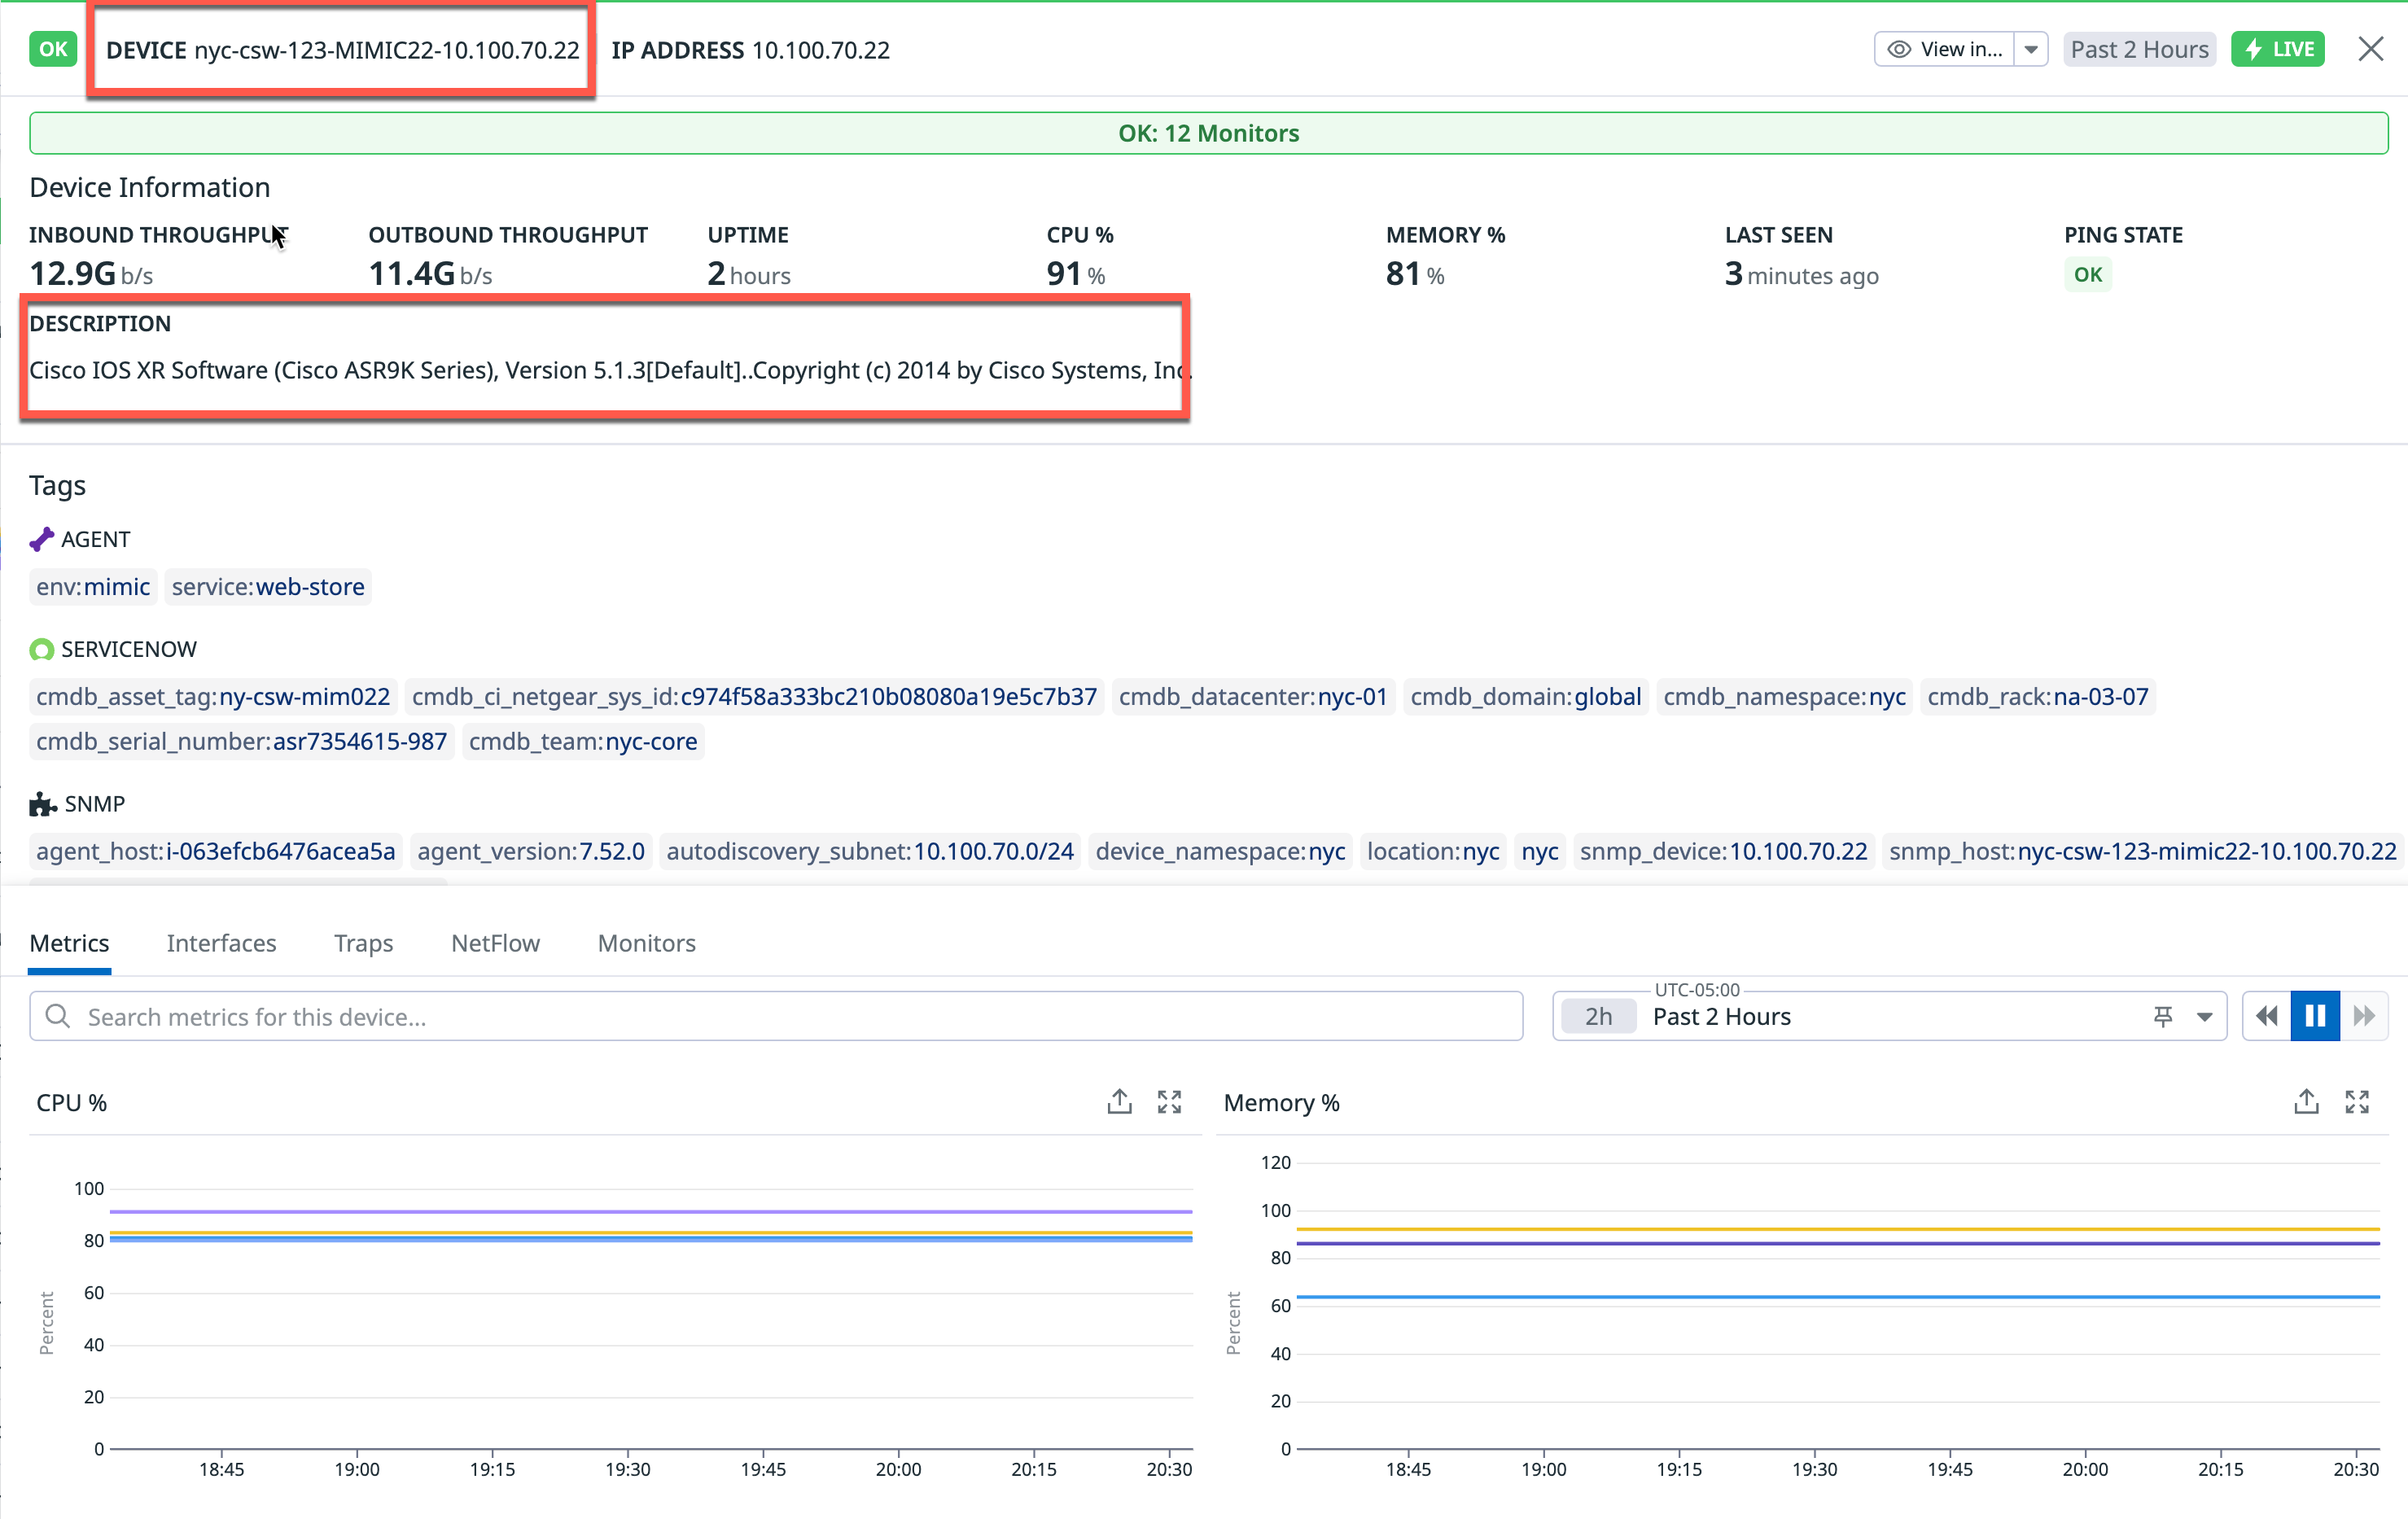 OK DEVICE nyc-csw-123-MIMIC22-10.100.70.22 IP ADDRESS 10.100.70.22 View in... Past 2 Hours LIVE
OK: 12 Monitors
Device Information
INBOUND THROUGHPUT OUTBOUND THROUGHPUT UPTIME CPU % MEMORY % LAST SEEN PING STATE
12.9G b/s 11.4G b/s 2 hours 91 % 81 % 3 minutes ago OK
DESCRIPTION
Cisco IOS XR Software (Cisco ASR9K Series), Version 5.1.3[Default]..Copyright (c) 2014 by Cisco Systems, Inc.
Tags
AGENT
env:mimic service:web-store
SERVICENOW
cmdb_asset_tag:ny-csw-mim022 cmdb_ci_netgear_sys_id:c974f58a333bc210b08080a19e5c7b37 cmdb_datacenter:nyc-01 cmdb_domain:global cmdb_namespace:nyc cmdb_rack:na-03-07
cmdb_serial_number:asr7354615-987 cmdb_team:nyc-core
SNMP
agent_host:i-063efcb6476acea5a agent_version:7.52.0 autodiscovery_subnet:10.100.70.0/24 device_namespace:nyc location:nyc nyc snmp_device:10.100.70.22 snmp_host:nyc-csw-123-mimic22-10.100.70.22
Metrics Interfaces Traps NetFlow Monitors
UTC-05:00
Search metrics for this device... 2h Past 2 Hours
CPU %
100
80
60
40
20
0
Percent
18:45 19:00 19:15 19:30 19:45 20:00 20:15 20:30
Memory %
120
100
80
60
40
20
0
Percent
18:45 19:00 19:15 19:30 19:45 20:00 20:15 20:30